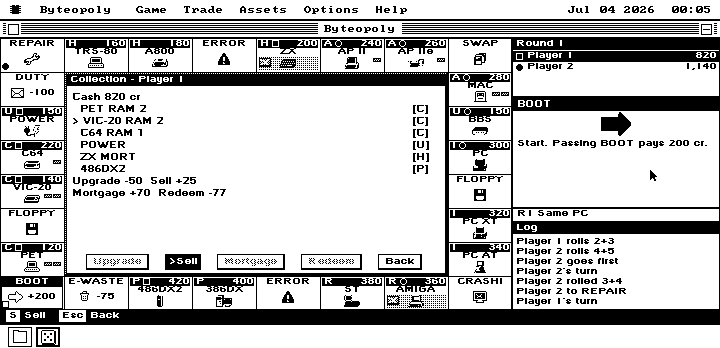 Byteopoly Game Trade Assets Options Help Jul 04 2026 00:05
Byteopoly
REPAIR
H 160
TRS-80
H 180
A800
ERROR
H 200
ZX
A 240
AP II
A 260
AP IIe
SWAP
DUTY
-100
U 150
POWER
C 220
C64
C 140
VIC-20
FLOPPY
C 120
PET
BOOT
+200
Collection - Player 1
Cash 820 cr
PET RAM 2 [C]
> VIC-20 RAM 2 [C]
C64 RAM 1 [C]
POWER [U]
ZX MORT [H]
486DX2 [P]
Upgrade -50 Sell +25
Mortgage +70 Redeem -77
Upgrade >Sell Mortgage Redeem Back
A 280
MAC
U 150
BBS
I 300
PC
FLOPPY
I 320
PC XT
I 340
PC AT
E-WASTE
-75
P 420
486DX2
P 400
386DX
ERROR
R 380
ST
R 360
AMIGA
CRASH!
Round 1
Player 1 820
Player 2 1,140
BOOT
Start. Passing BOOT pays 200 cr.
R1 Same PC
Log
Player 1 rolls 2+3
Player 2 rolls 4+5
Player 2 goes first
Player 2's turn
Player 2 rolled 3+4
Player 2 to REPAIR
Player 1's turn
S Sell Esc Back